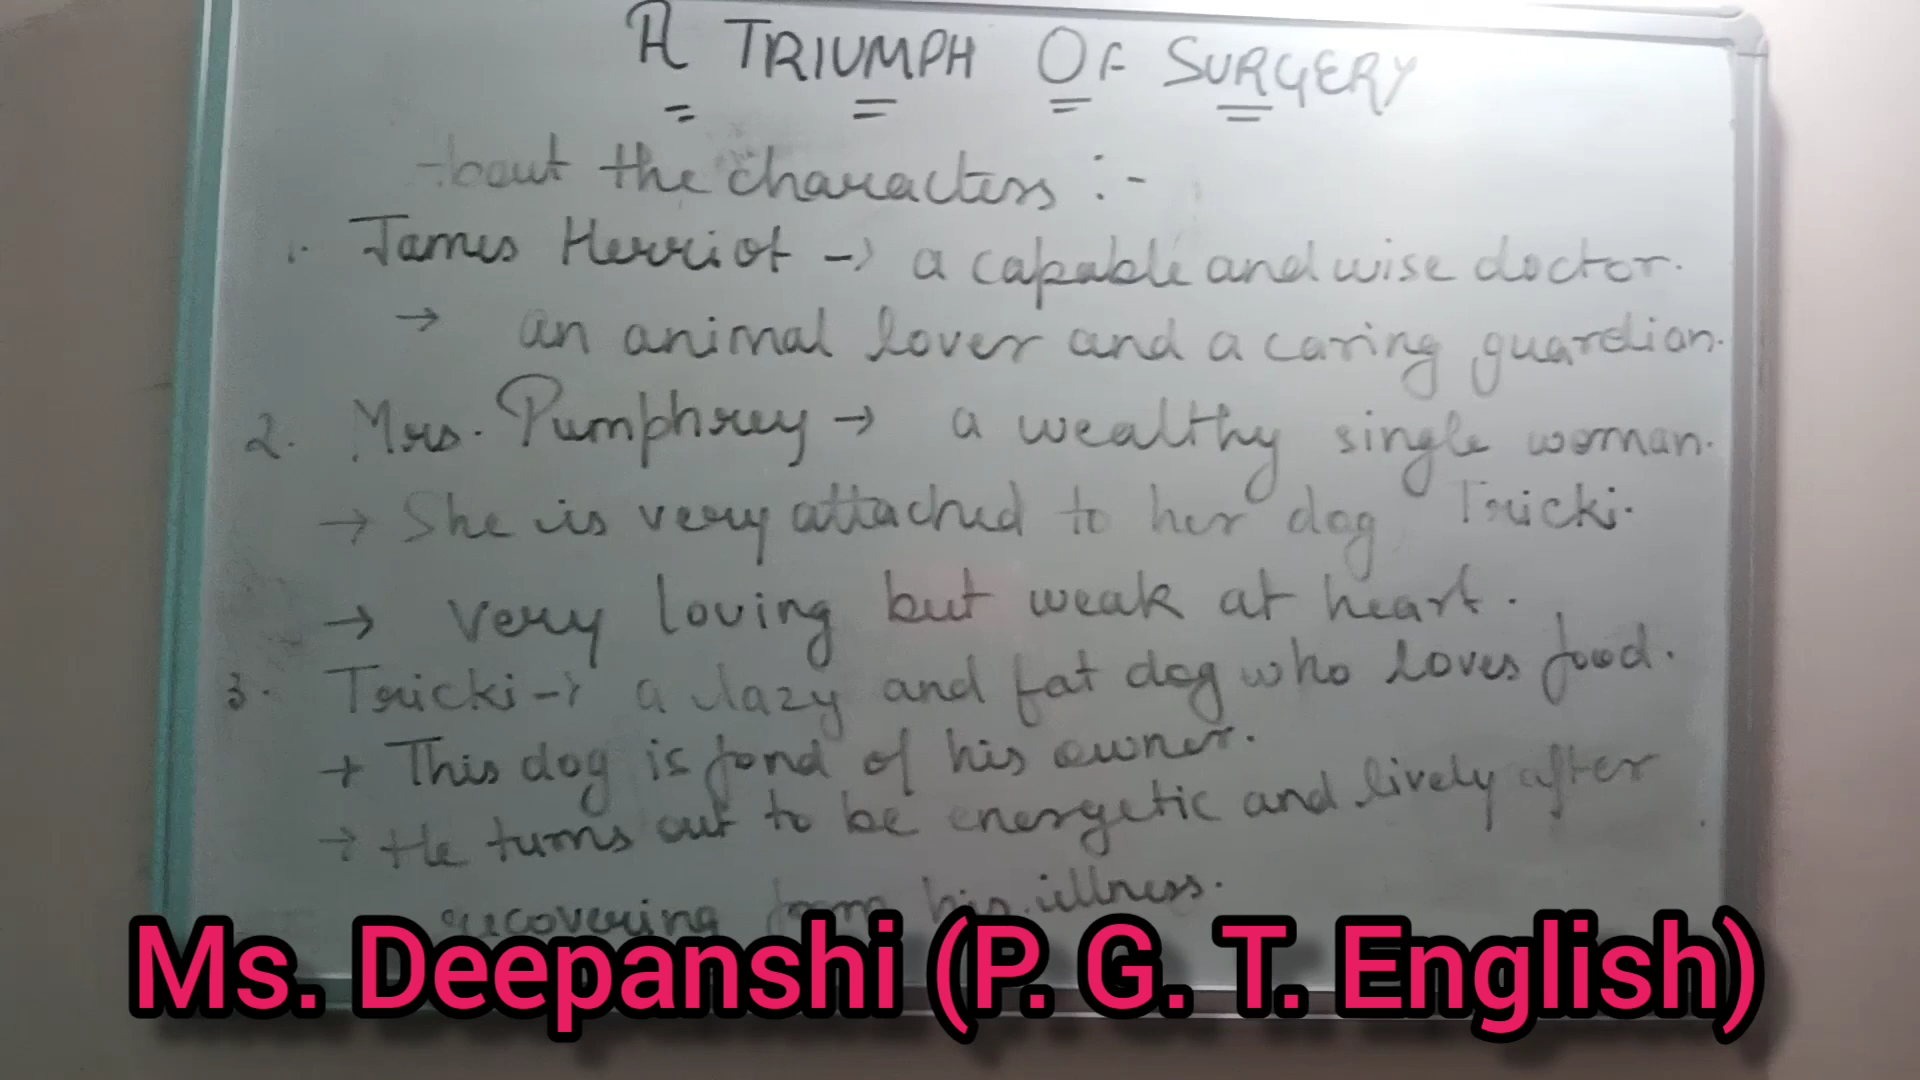 A TRIUMPH OF SURGERY
About the characters :-
1. James Herriot -> a capable and wise doctor.
→ an animal lover and a caring guardian.
2. Mrs. Pumphrey → a wealthy single woman.
→ She is very attached to her dog Tricki.
→ Very loving but weak at heart.
3. Tricki -> a lazy and fat dog who loves food.
→ This dog is fond of his owner.
→ He turns out to be energetic and lively after
recovering from his illness.
Ms. Deepanshi (P. G. T. English)